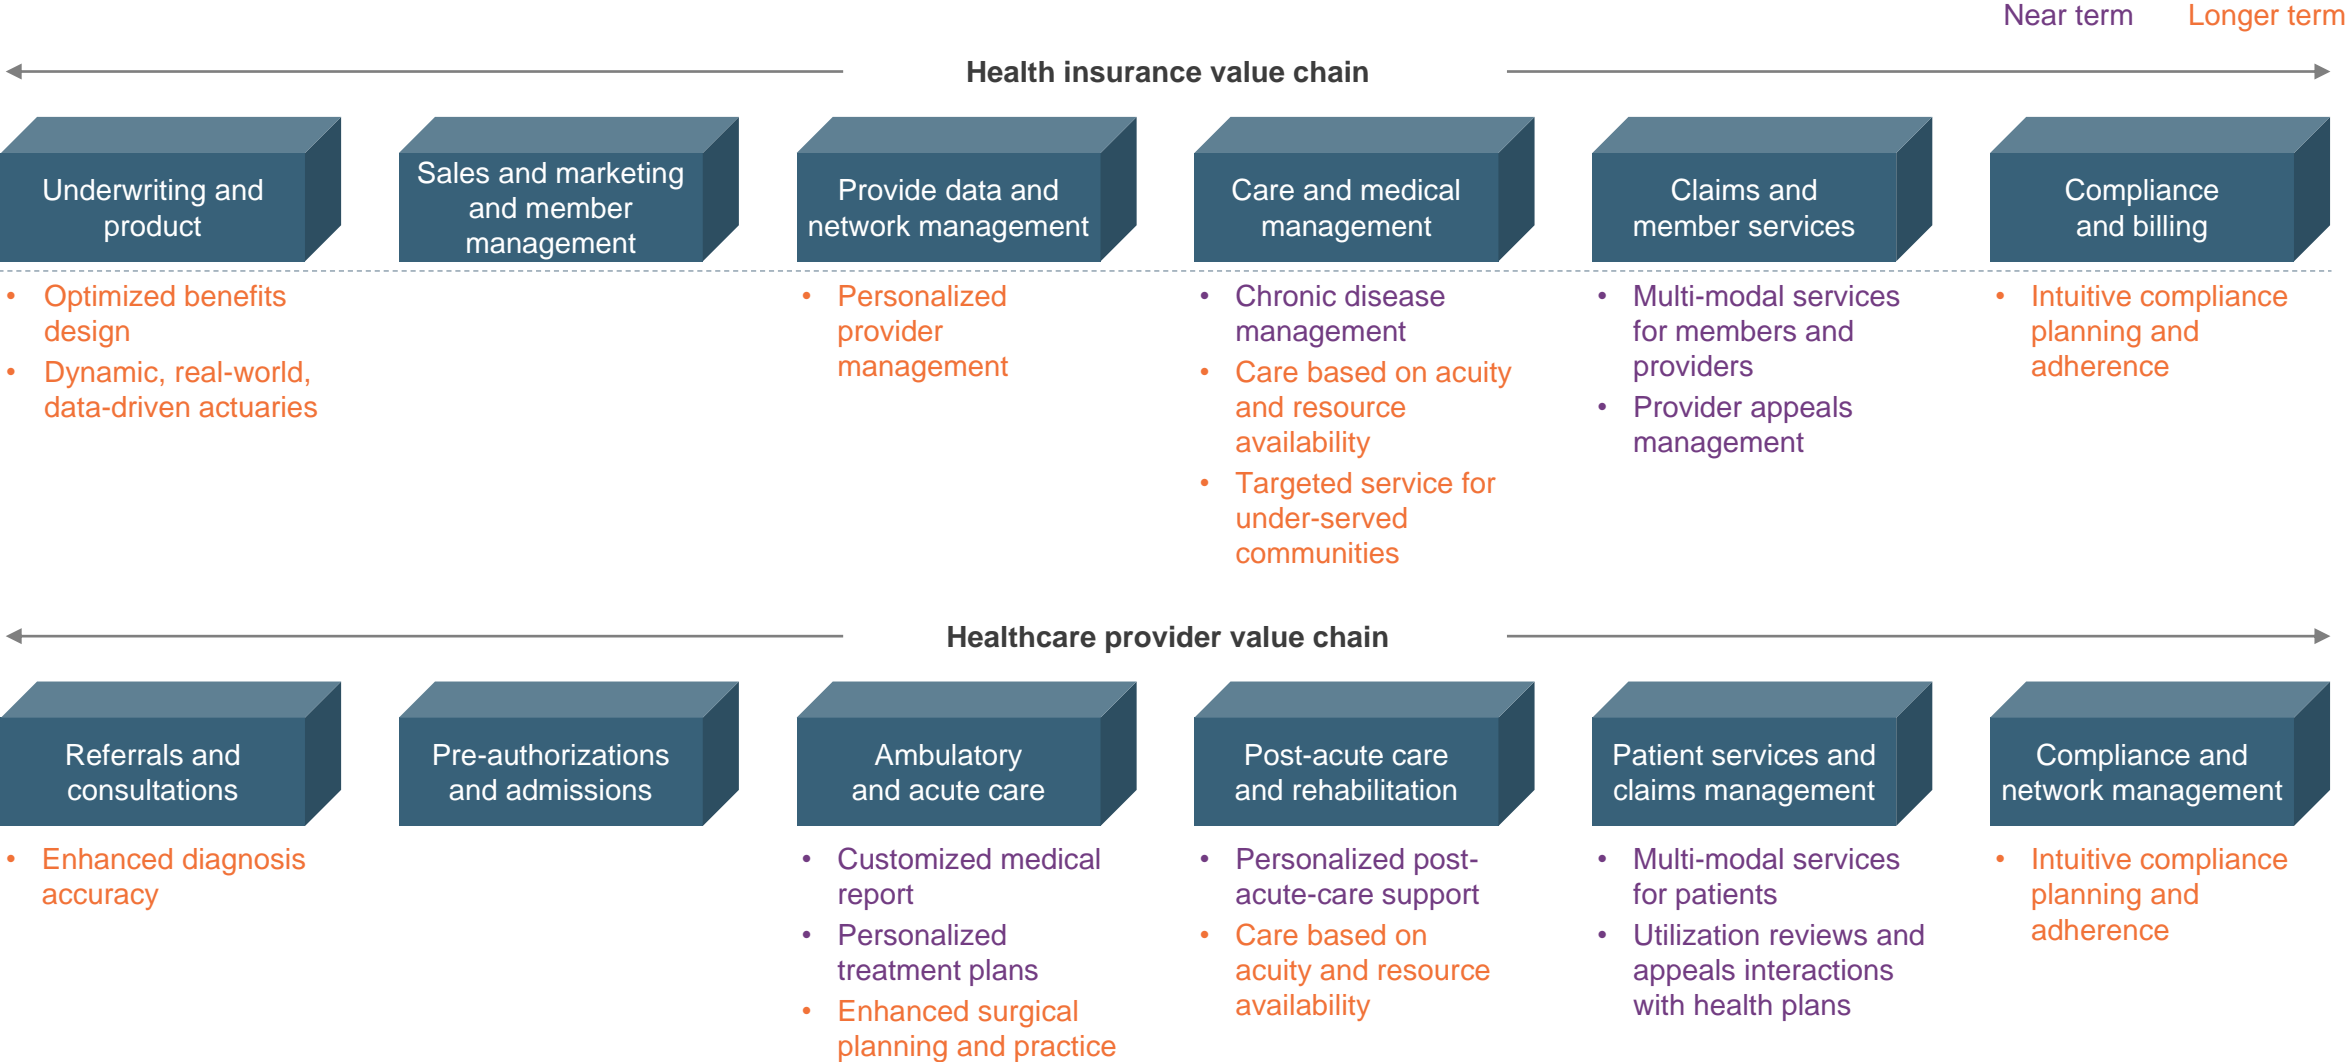 Near term Longer term
Health insurance value chain
Underwriting and
product
Sales and marketing
and member
management
Provide data and
network management
Care and medical
management
Claims and
member services
Compliance
and billing
• Optimized benefits
design
• Dynamic, real-world,
data-driven actuaries
• Personalized
provider
management
• Chronic disease
management
• Care based on acuity
and resource
availability
• Targeted service for
under-served
communities
• Multi-modal services
for members and
providers
• Provider appeals
management
• Intuitive compliance
planning and
adherence
Healthcare provider value chain
Referrals and
consultations
Pre-authorizations
and admissions
Ambulatory
and acute care
Post-acute care
and rehabilitation
Patient services and
claims management
Compliance and
network management
• Enhanced diagnosis
accuracy
• Customized medical
report
• Personalized
treatment plans
• Enhanced surgical
planning and practice
• Personalized post-
acute-care support
• Care based on
acuity and resource
availability
• Multi-modal services
for patients
• Utilization reviews and
appeals interactions
with health plans
• Intuitive compliance
planning and
adherence